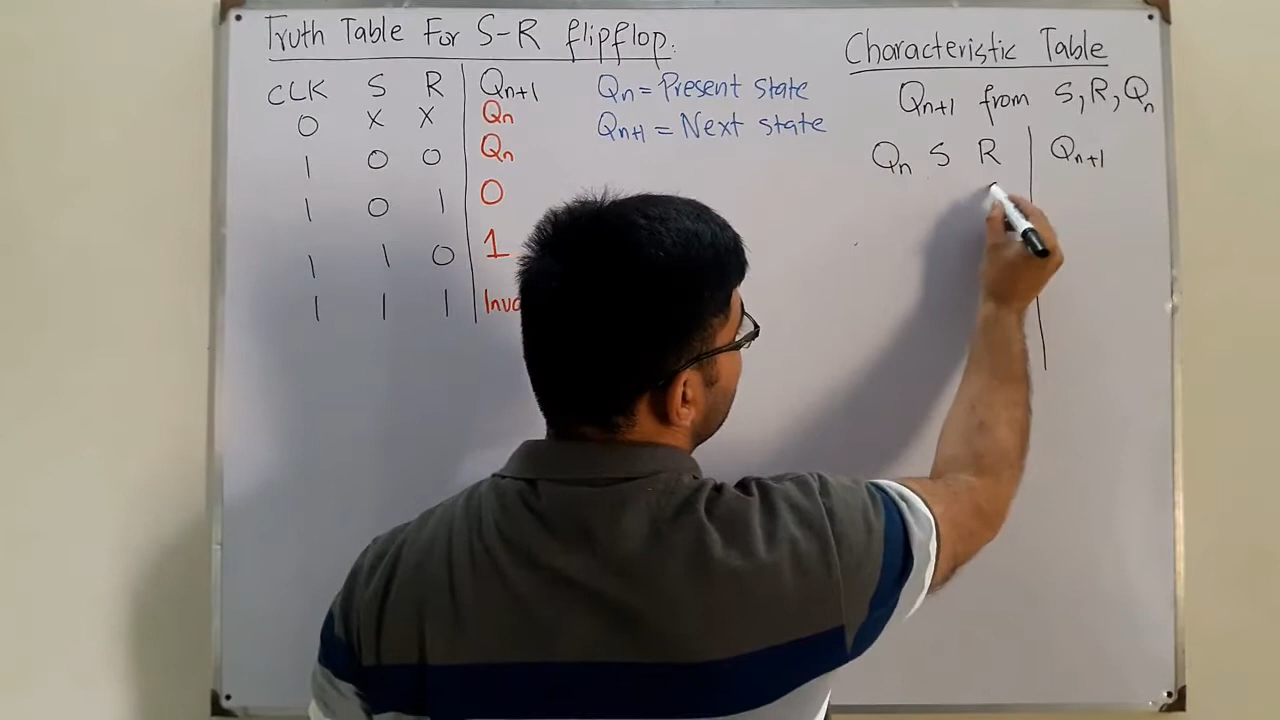 Truth Table For S-R flipflop.
CLK S R Qn+1
0 X X Qn
1 0 0 Qn
1 0 1 0
1 1 0 1
1 1 1
Qn = Present state
Qn+1 = Next state
Characteristic Table
Qn+1 from S, R, Qn
Qn S R Qn+1